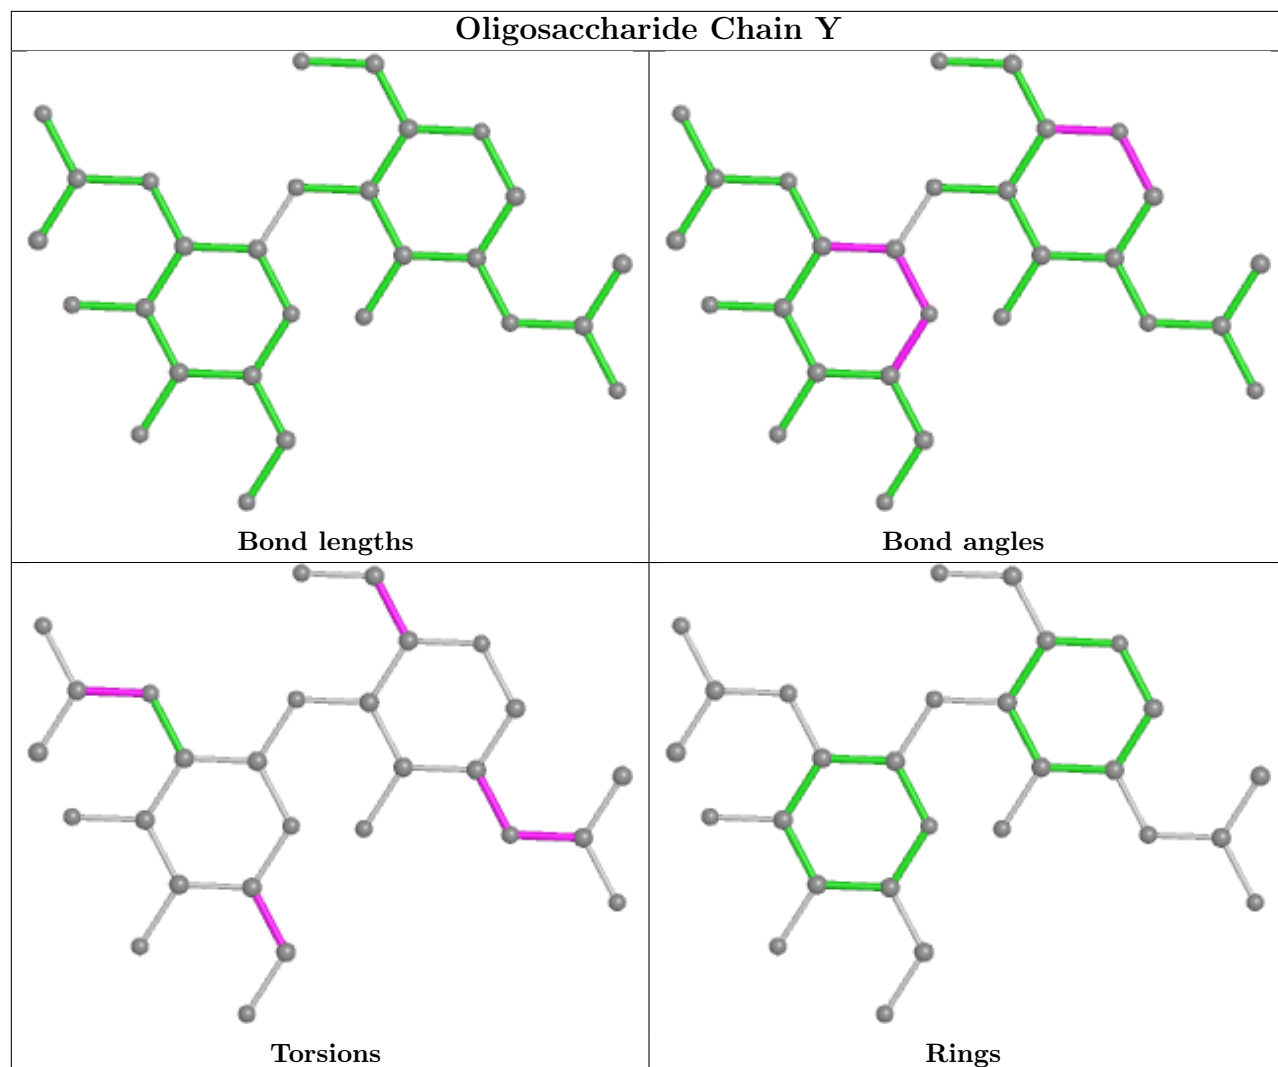 Oligosaccharide Chain Y
Bond lengths
Bond angles
Torsions
Rings